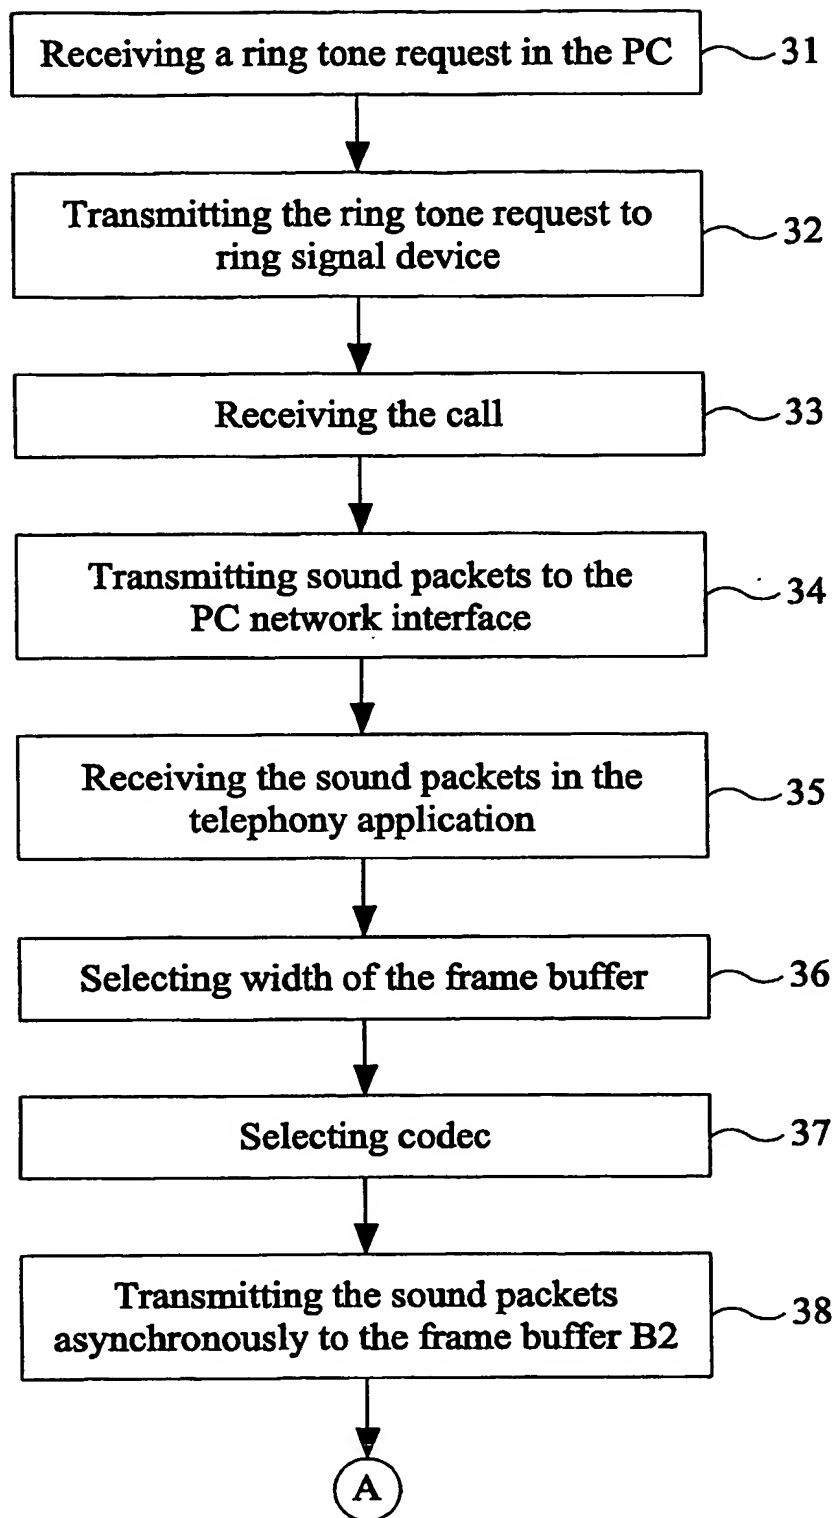 Receiving a ring tone request in the PC
31
Transmitting the ring tone request to
ring signal device
32
Receiving the call
33
Transmitting sound packets to the
PC network interface
34
Receiving the sound packets in the
telephony application
35
Selecting width of the frame buffer
36
Selecting codec
37
Transmitting the sound packets
asynchronously to the frame buffer B2
38
A